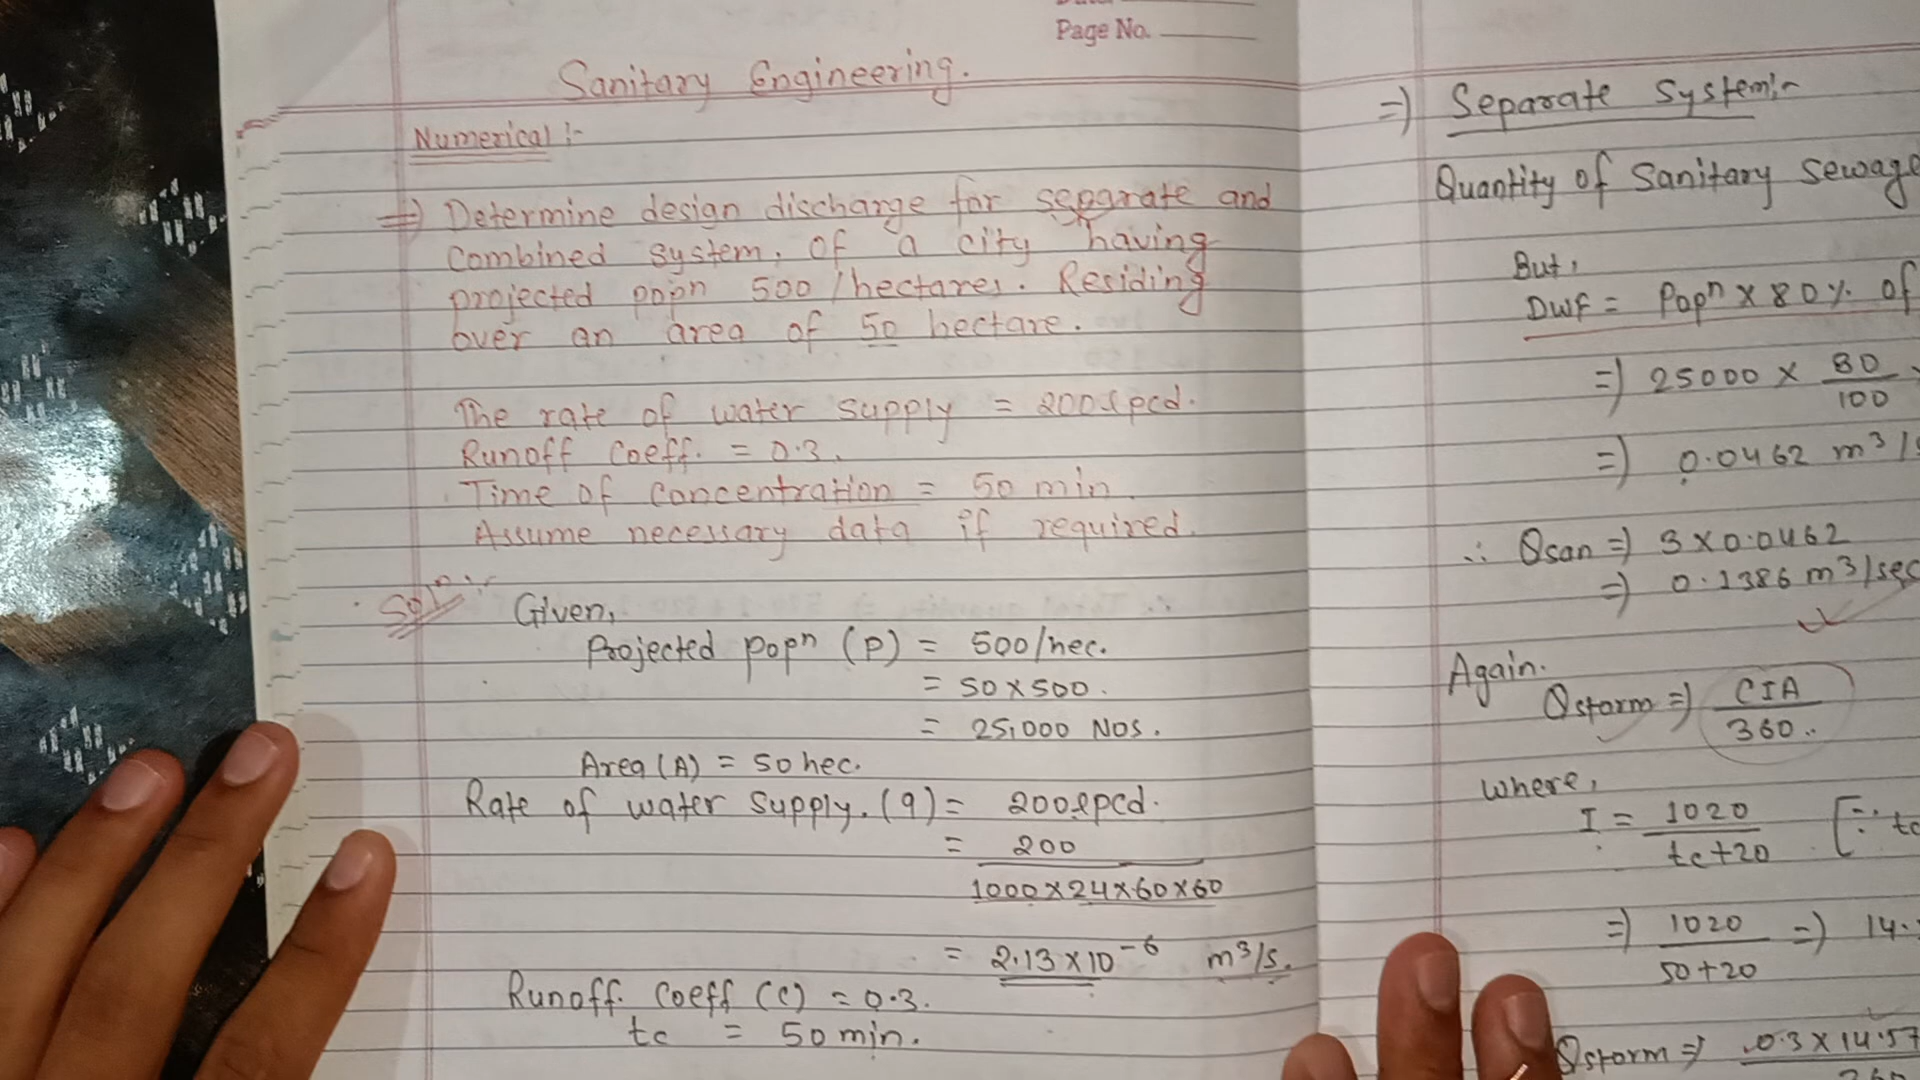 Page No.
Sanitary Engineering.
Numerical :-
=) Determine design discharge for separate and
Combined system, of a city having
projected popn 500 /hectares. Residing
over an area of 50 hectare.
The rate of water supply = 200 lpcd.
Runoff Coeff. = 0.3.
Time of Concentration = 50 min.
Assume necessary data if required.
Soln:-
Given,
Projected popn (P) = 500/hec.
= 50 x 500.
= 25,000 Nos.
Area (A) = 50 hec.
Rate of water supply. (q) = 200 lpcd.
= 200
1000 x 24 x 60 x 60
= 2.13 x 10-6 m3/s.
Runoff. Coeff (C) = 0.3.
tc = 50 min.
=) Separate System:-
Quantity of Sanitary Sewage
But,
DWF = Popn x 80% of
=) 25000 x 80
100
=) 0.0462 m3/s
∴ Qsan =) 3 x 0.0462
=) 0.1386 m3/sec
Again.
Qstorm =) CIA
360..
where,
I = 1020 [∵ tc
tc+20
=) 1020 =) 14.
50+20
Qstorm =) 0.3 x 14.57
360